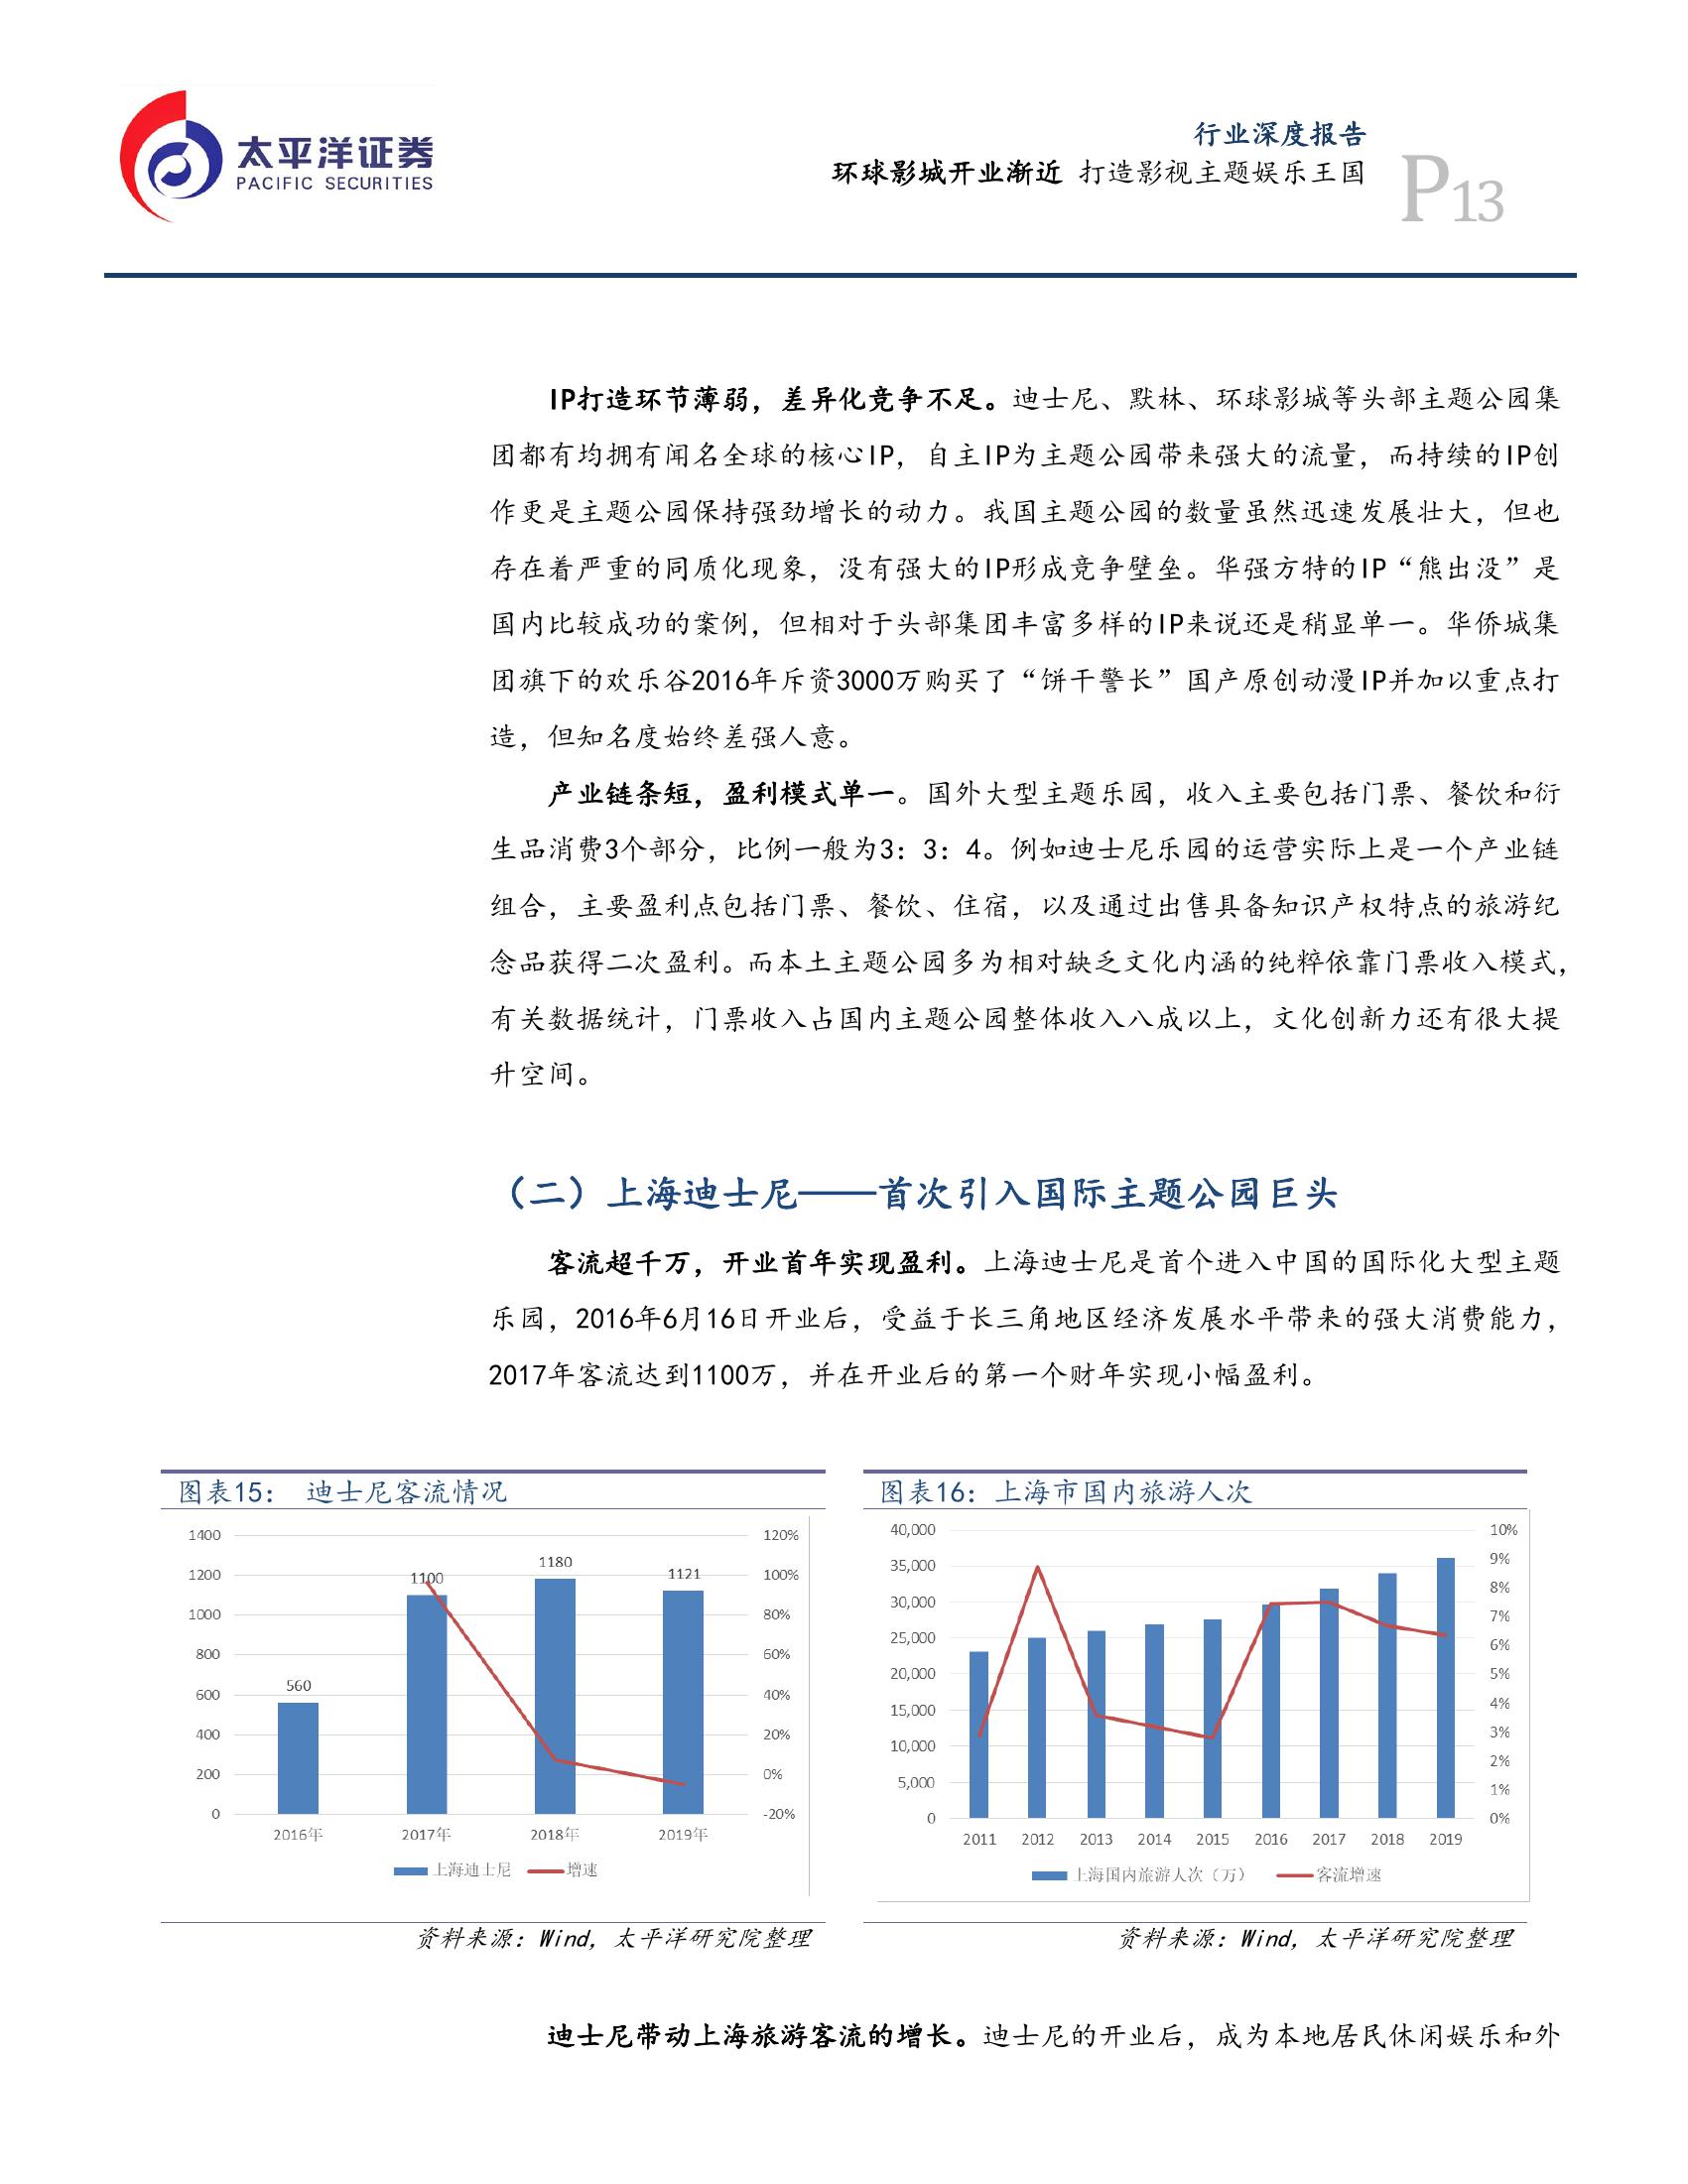 太平洋证券
PACIFIC SECURITIES
行业深度报告
环球影城开业渐近 打造影视主题娱乐王国
P13
IP打造环节薄弱，差异化竞争不足。迪士尼、默林、环球影城等头部主题公园集
团都有均拥有闻名全球的核心IP，自主IP为主题公园带来强大的流量，而持续的IP创
作更是主题公园保持强劲增长的动力。我国主题公园的数量虽然迅速发展壮大，但也
存在着严重的同质化现象，没有强大的IP形成竞争壁垒。华强方特的IP“熊出没”是
国内比较成功的案例，但相对于头部集团丰富多样的IP来说还是稍显单一。华侨城集
团旗下的欢乐谷2016年斥资3000万购买了“饼干警长”国产原创动漫IP并加以重点打
造，但知名度始终差强人意。
产业链条短，盈利模式单一。国外大型主题乐园，收入主要包括门票、餐饮和衍
生品消费3个部分，比例一般为3：3：4。例如迪士尼乐园的运营实际上是一个产业链
组合，主要盈利点包括门票、餐饮、住宿，以及通过出售具备知识产权特点的旅游纪
念品获得二次盈利。而本土主题公园多为相对缺乏文化内涵的纯粹依靠门票收入模式，
有关数据统计，门票收入占国内主题公园整体收入八成以上，文化创新力还有很大提
升空间。
（二）上海迪士尼——首次引入国际主题公园巨头
客流超千万，开业首年实现盈利。上海迪士尼是首个进入中国的国际化大型主题
乐园，2016年6月16日开业后，受益于长三角地区经济发展水平带来的强大消费能力，
2017年客流达到1100万，并在开业后的第一个财年实现小幅盈利。
图表15： 迪士尼客流情况
1400
1200
1000
800
600
400
200
0
120%
100%
80%
60%
40%
20%
0%
-20%
560
1100
1180
1121
2016年 2017年 2018年 2019年
上海迪士尼 增速
资料来源：Wind，太平洋研究院整理
图表16：上海市国内旅游人次
40,000
35,000
30,000
25,000
20,000
15,000
10,000
5,000
0
10%
9%
8%
7%
6%
5%
4%
3%
2%
1%
0%
2011 2012 2013 2014 2015 2016 2017 2018 2019
上海国内旅游人次（万） 客流增速
资料来源：Wind，太平洋研究院整理
迪士尼带动上海旅游客流的增长。迪士尼的开业后，成为本地居民休闲娱乐和外